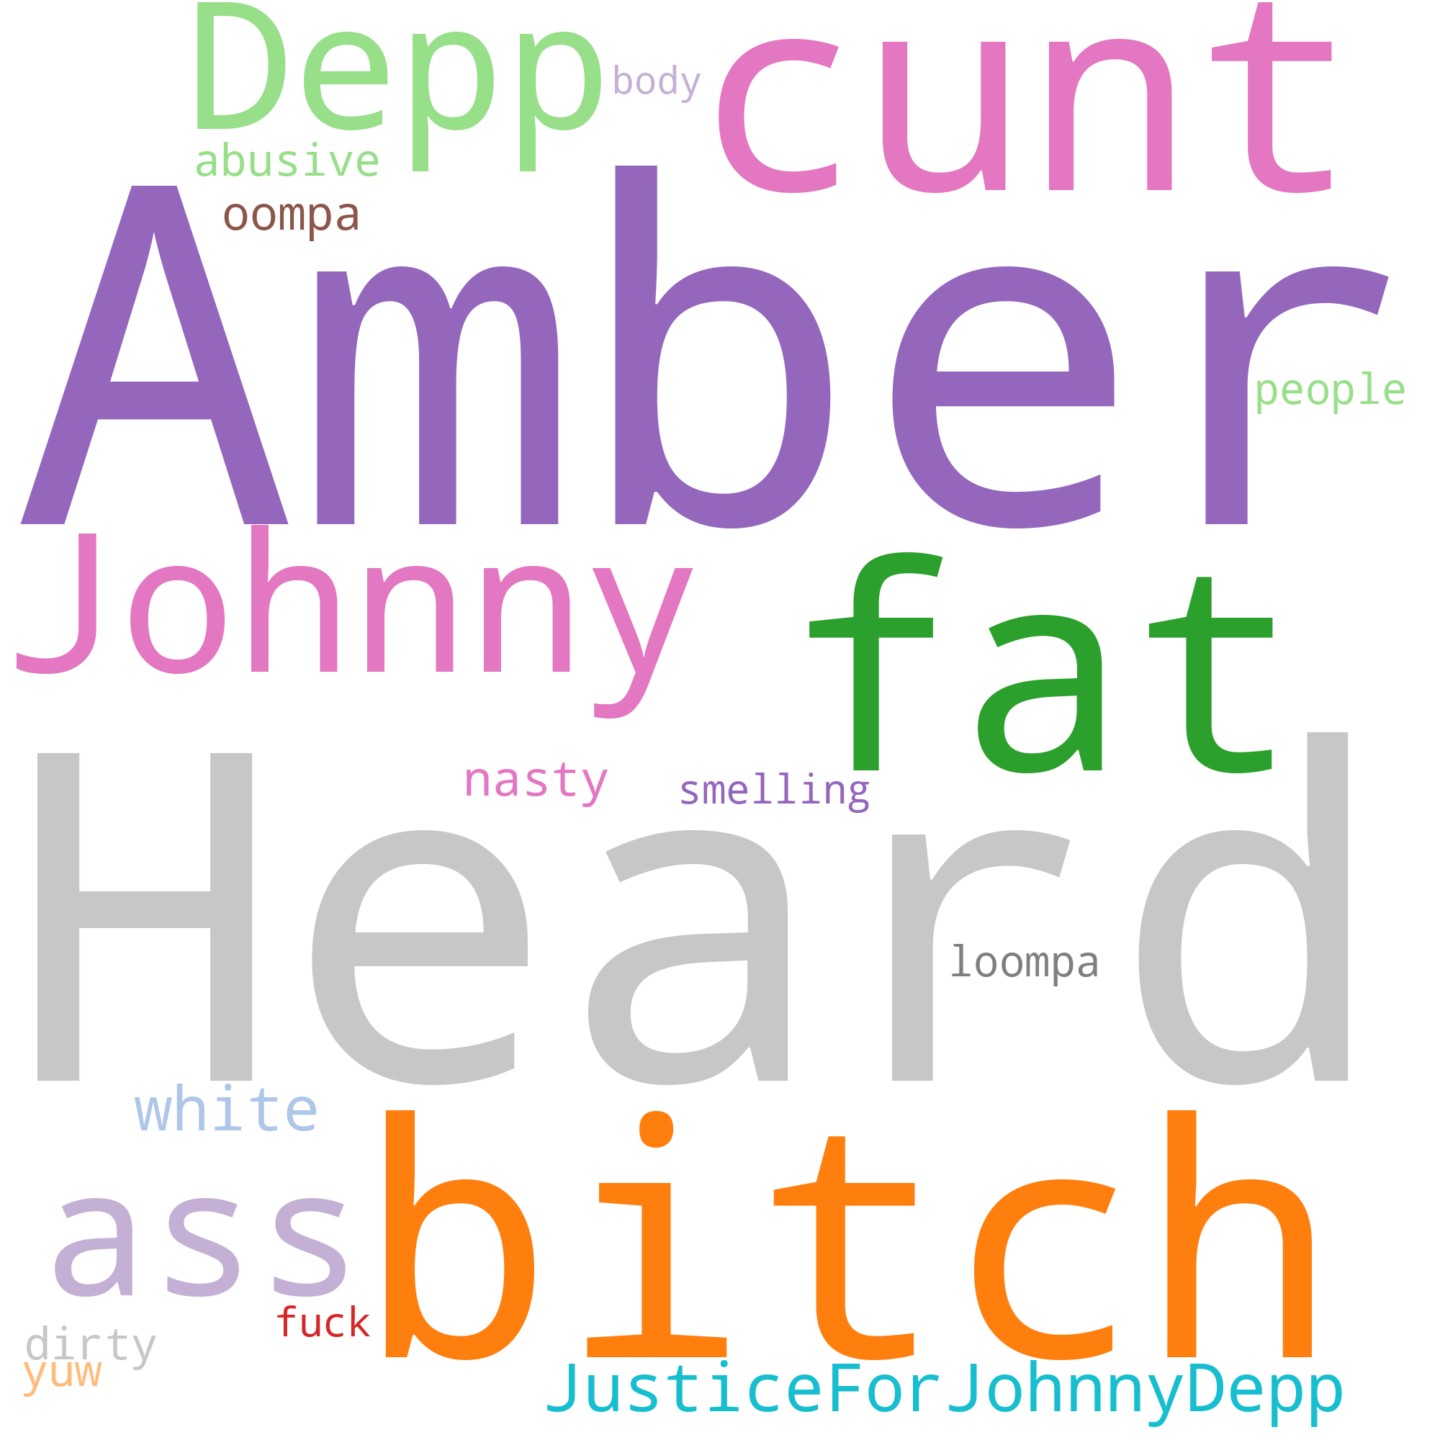 Depp
body
cunt
abusive
oompa
Amber
people
Johnny
fat
nasty
smelling
Heard
loompa
white
bitch
ass
fuck
dirty
yuw
JusticeForJohnnyDepp